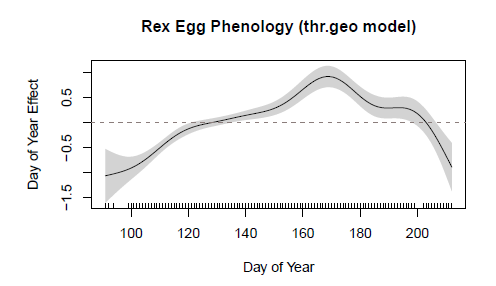 Rex Egg Phenology (thr.geo model)
Day of Year Effect
0.5
−0.5
−1.5
100 120 140 160 180 200
Day of Year